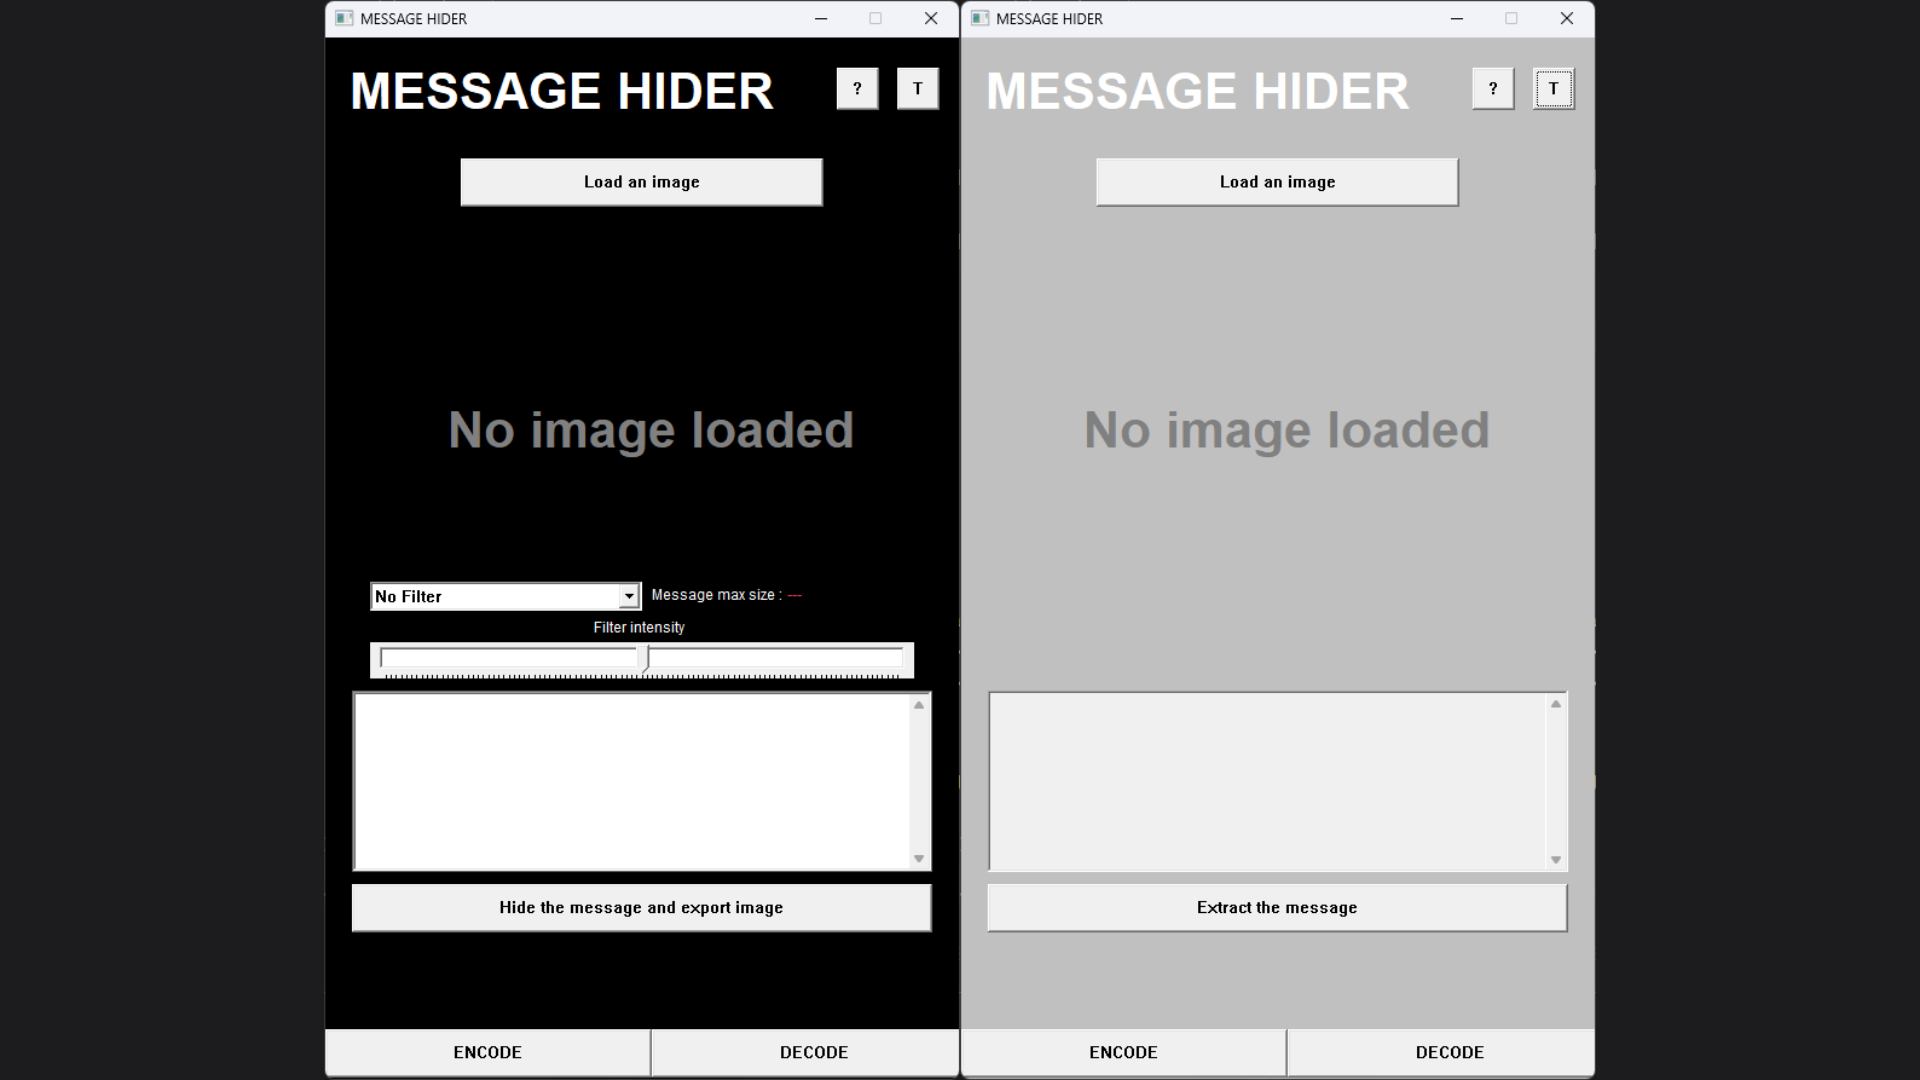 MESSAGE HIDER
MESSAGE HIDER
? T
Load an image
No image loaded
No Filter
Message max size : ---
Filter intensity
Hide the message and export image
ENCODE
DECODE
MESSAGE HIDER
MESSAGE HIDER
? T
Load an image
No image loaded
Extract the message
ENCODE
DECODE